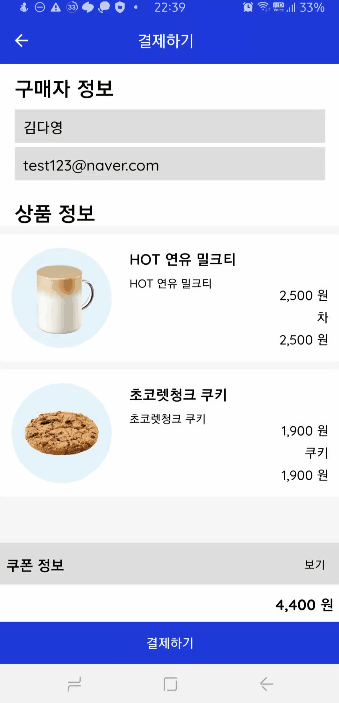 33 22:39 33%
결제하기
구매자 정보
김다영
test123@naver.com
상품 정보
HOT 연유 밀크티
HOT 연유 밀크티
2,500 원
차
2,500 원
초코렛청크 쿠키
초코렛청크 쿠키
1,900 원
쿠키
1,900 원
쿠폰 정보 보기
4,400 원
결제하기